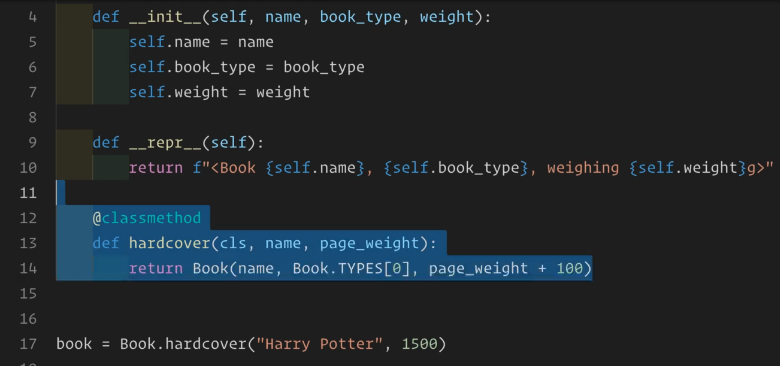 4 def __init__(self, name, book_type, weight):
5 self.name = name
6 self.book_type = book_type
7 self.weight = weight
8
9 def __repr__(self):
10 return f"<Book {self.name}, {self.book_type}, weighing {self.weight}g>"
11
12 @classmethod
13 def hardcover(cls, name, page_weight):
14 return Book(name, Book.TYPES[0], page_weight + 100)
15
16
17 book = Book.hardcover("Harry Potter", 1500)